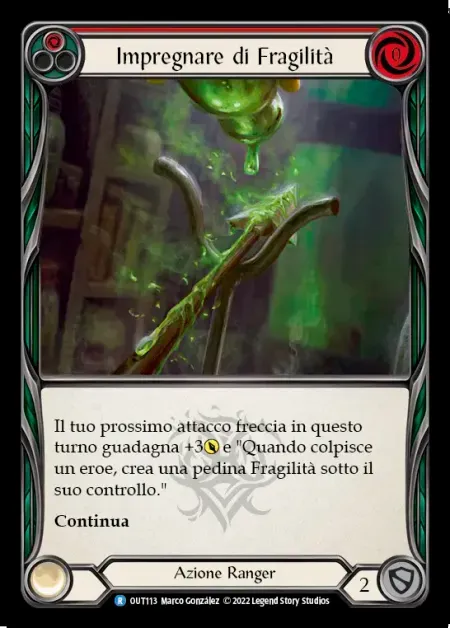 Impregnare di Fragilità
0
Il tuo prossimo attacco freccia in questo
turno guadagna +3 e "Quando colpisce
un eroe, crea una pedina Fragilità sotto il
suo controllo."
Continua
Azione Ranger
2
R OUT113 Marco González © 2022 Legend Story Studios